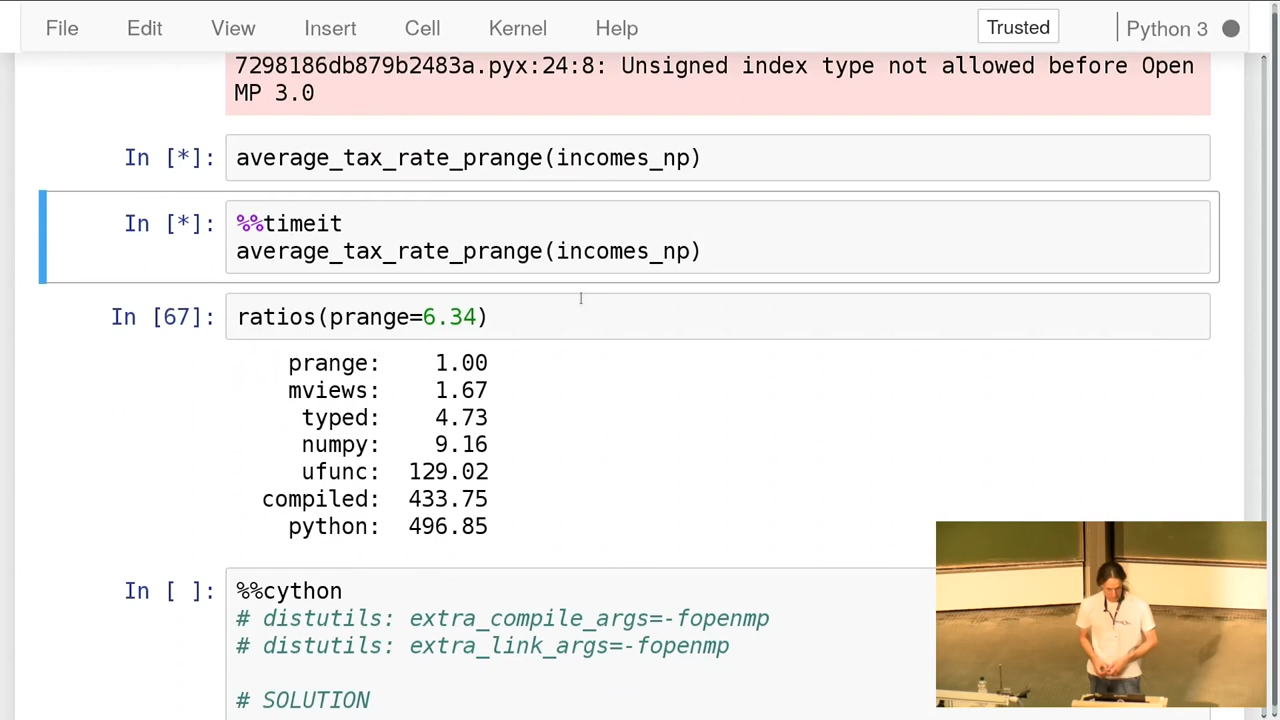 File Edit View Insert Cell Kernel Help Trusted Python 3
7298186db879b2483a.pyx:24:8: Unsigned index type not allowed before Open
MP 3.0
In [*]: average_tax_rate_prange(incomes_np)
In [*]: %%timeit
average_tax_rate_prange(incomes_np)
In [67]: ratios(prange=6.34)
prange: 1.00
mviews: 1.67
typed: 4.73
numpy: 9.16
ufunc: 129.02
compiled: 433.75
python: 496.85
In [ ]: %%cython
# distutils: extra_compile_args=-fopenmp
# distutils: extra_link_args=-fopenmp
# SOLUTION